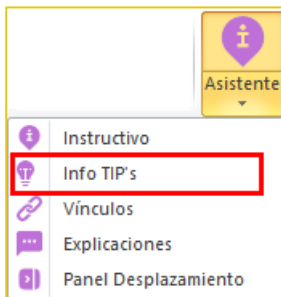 Asistente
Instructivo
Info TIP's
Vínculos
Explicaciones
Panel Desplazamiento